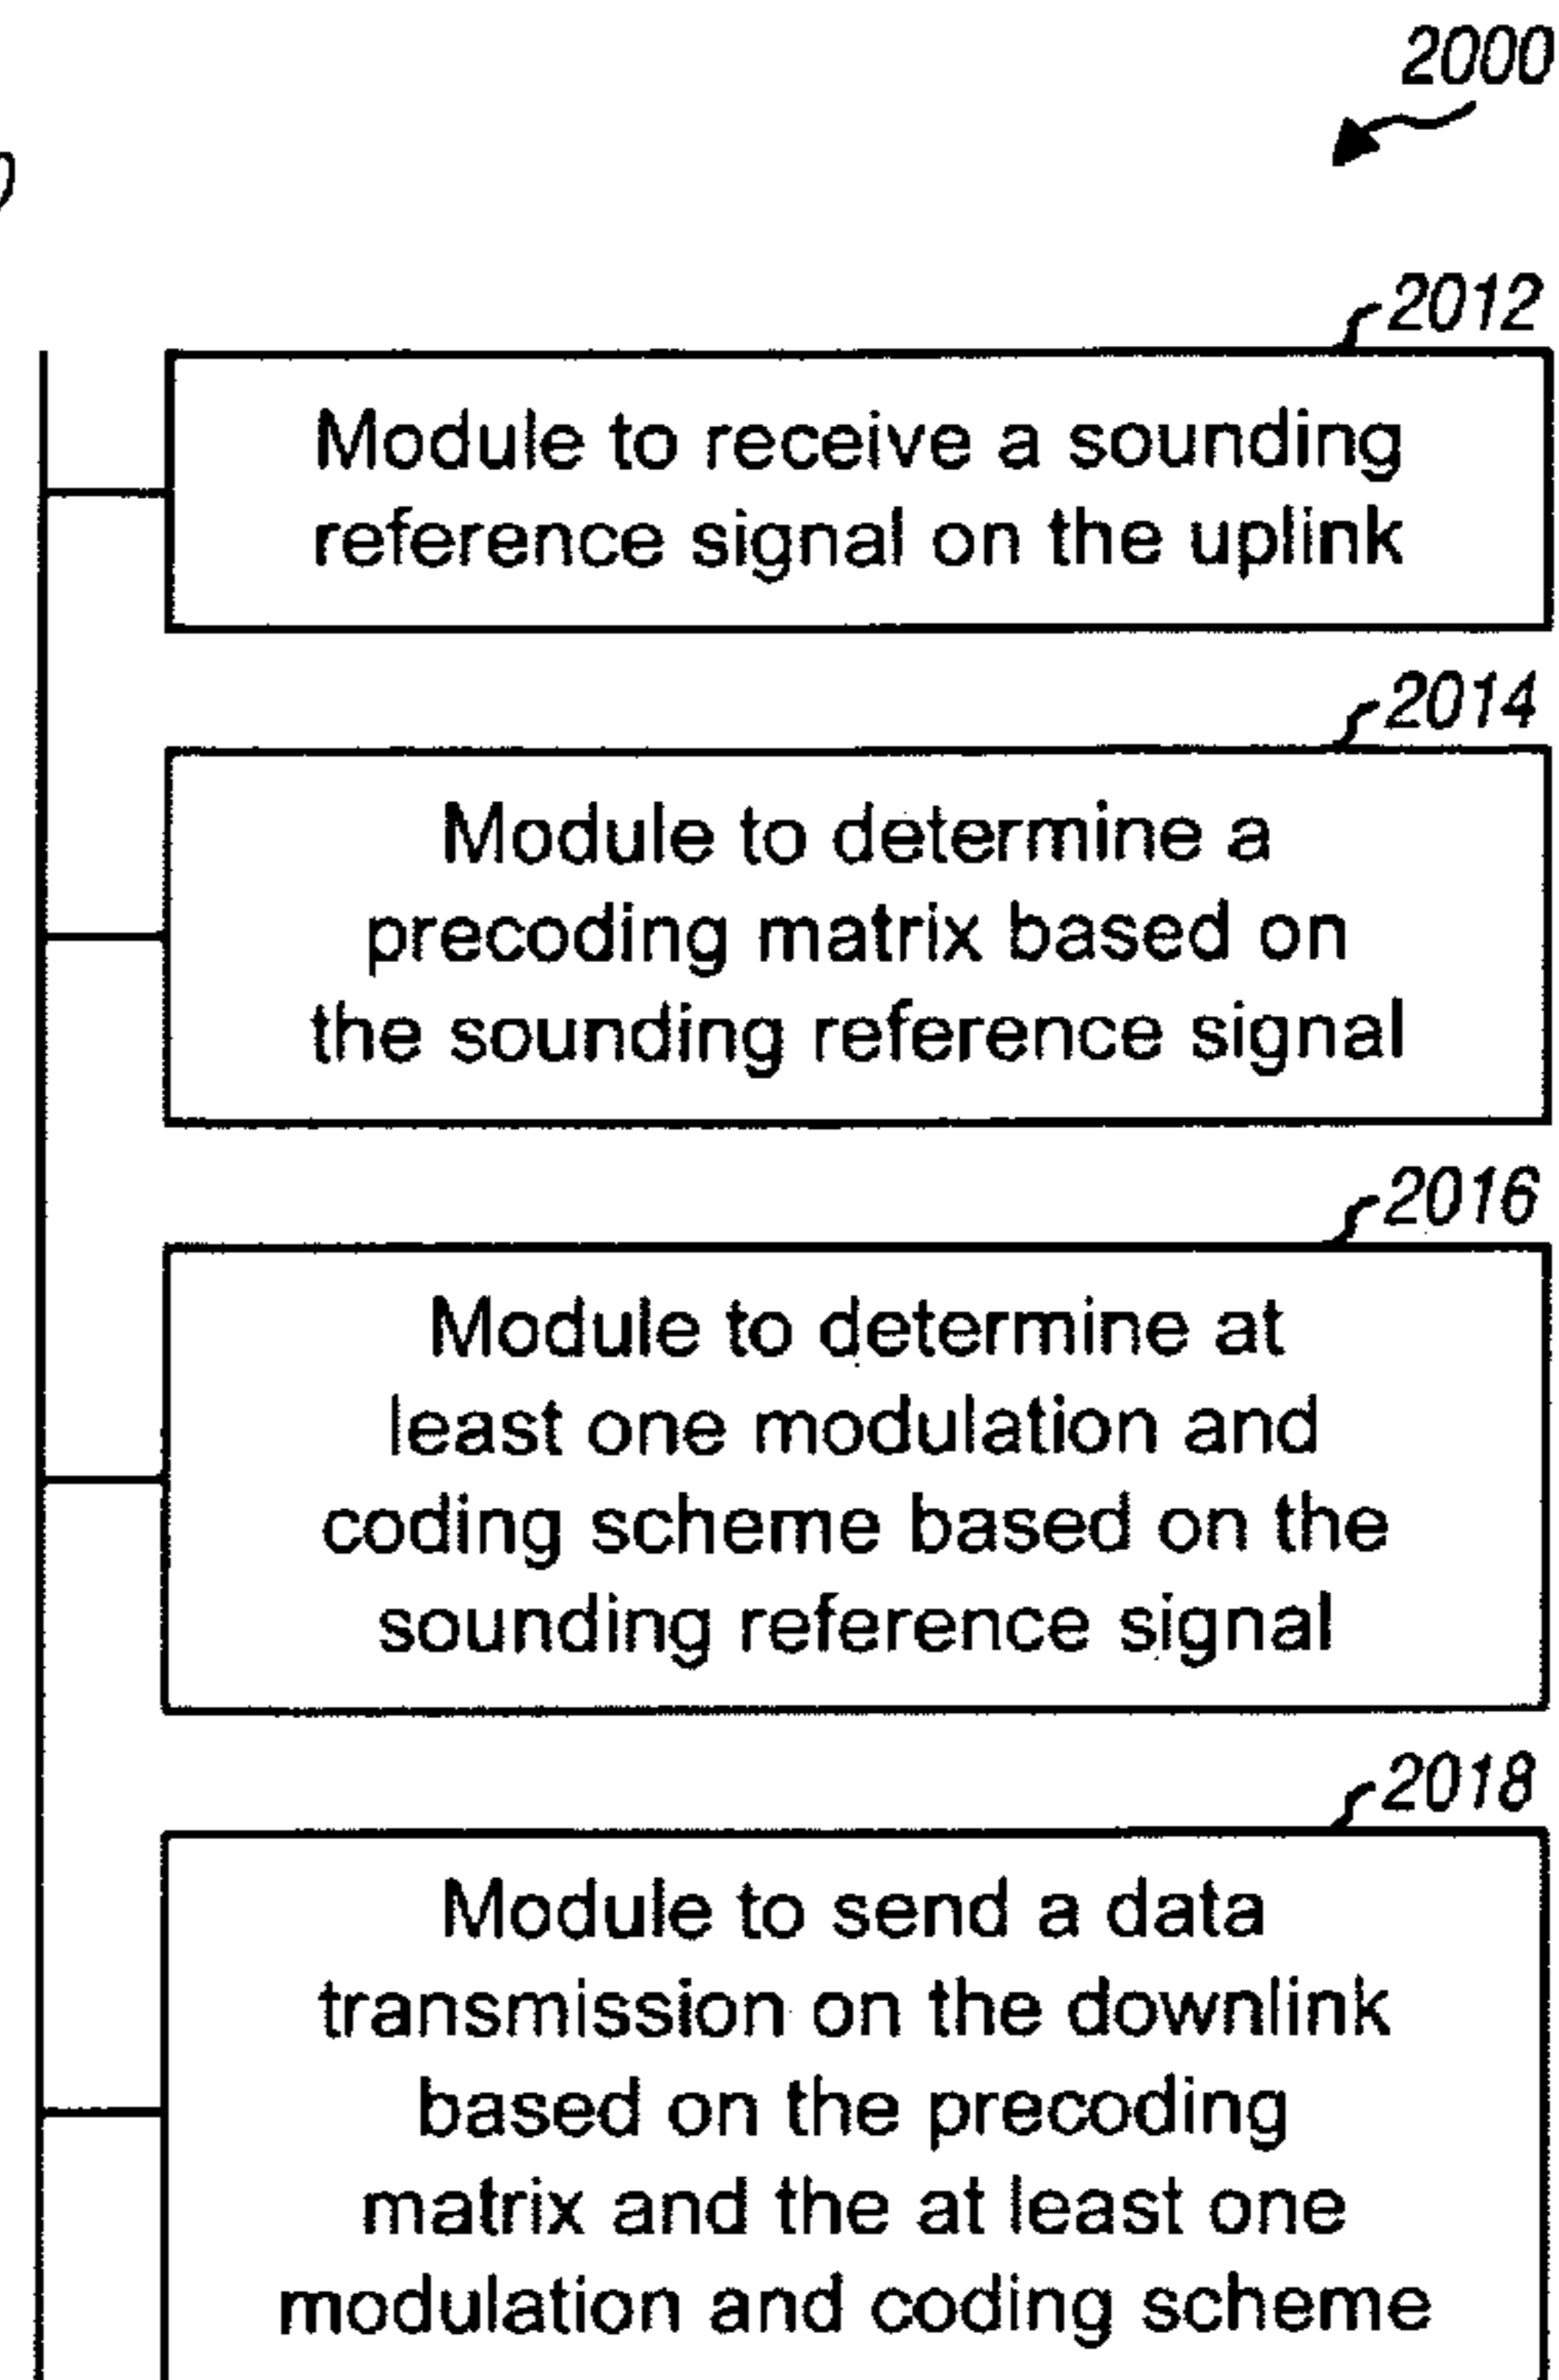 2000
2012
Module to receive a sounding
reference signal on the uplink
2014
Module to determine a
precoding matrix based on
the sounding reference signal
2016
Module to determine at
least one modulation and
coding scheme based on the
sounding reference signal
2018
Module to send a data
transmission on the downlink
based on the precoding
matrix and the at least one
modulation and coding scheme